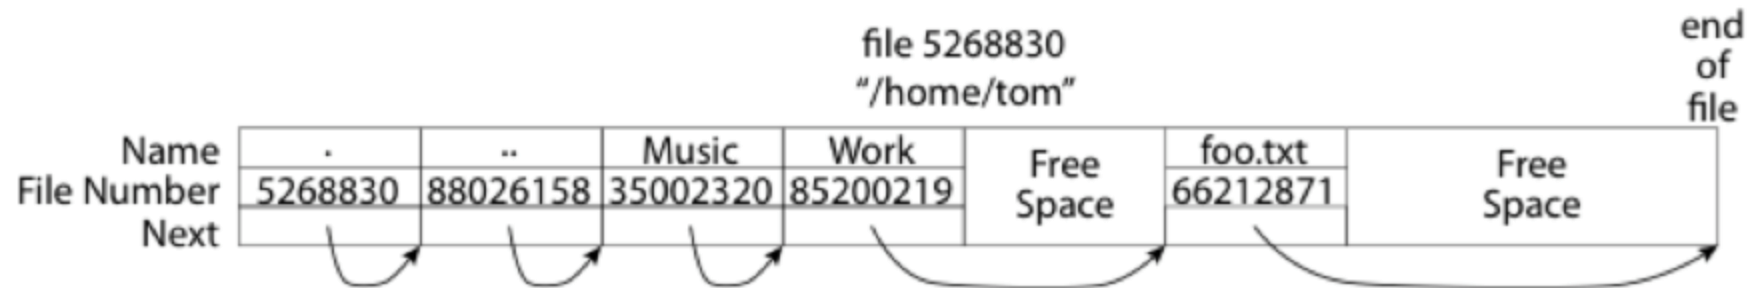 file 5268830
“/home/tom”
end
of
file
Name . .. Music Work Free Space foo.txt Free Space
File Number 5268830 88026158 35002320 85200219 66212871
Next